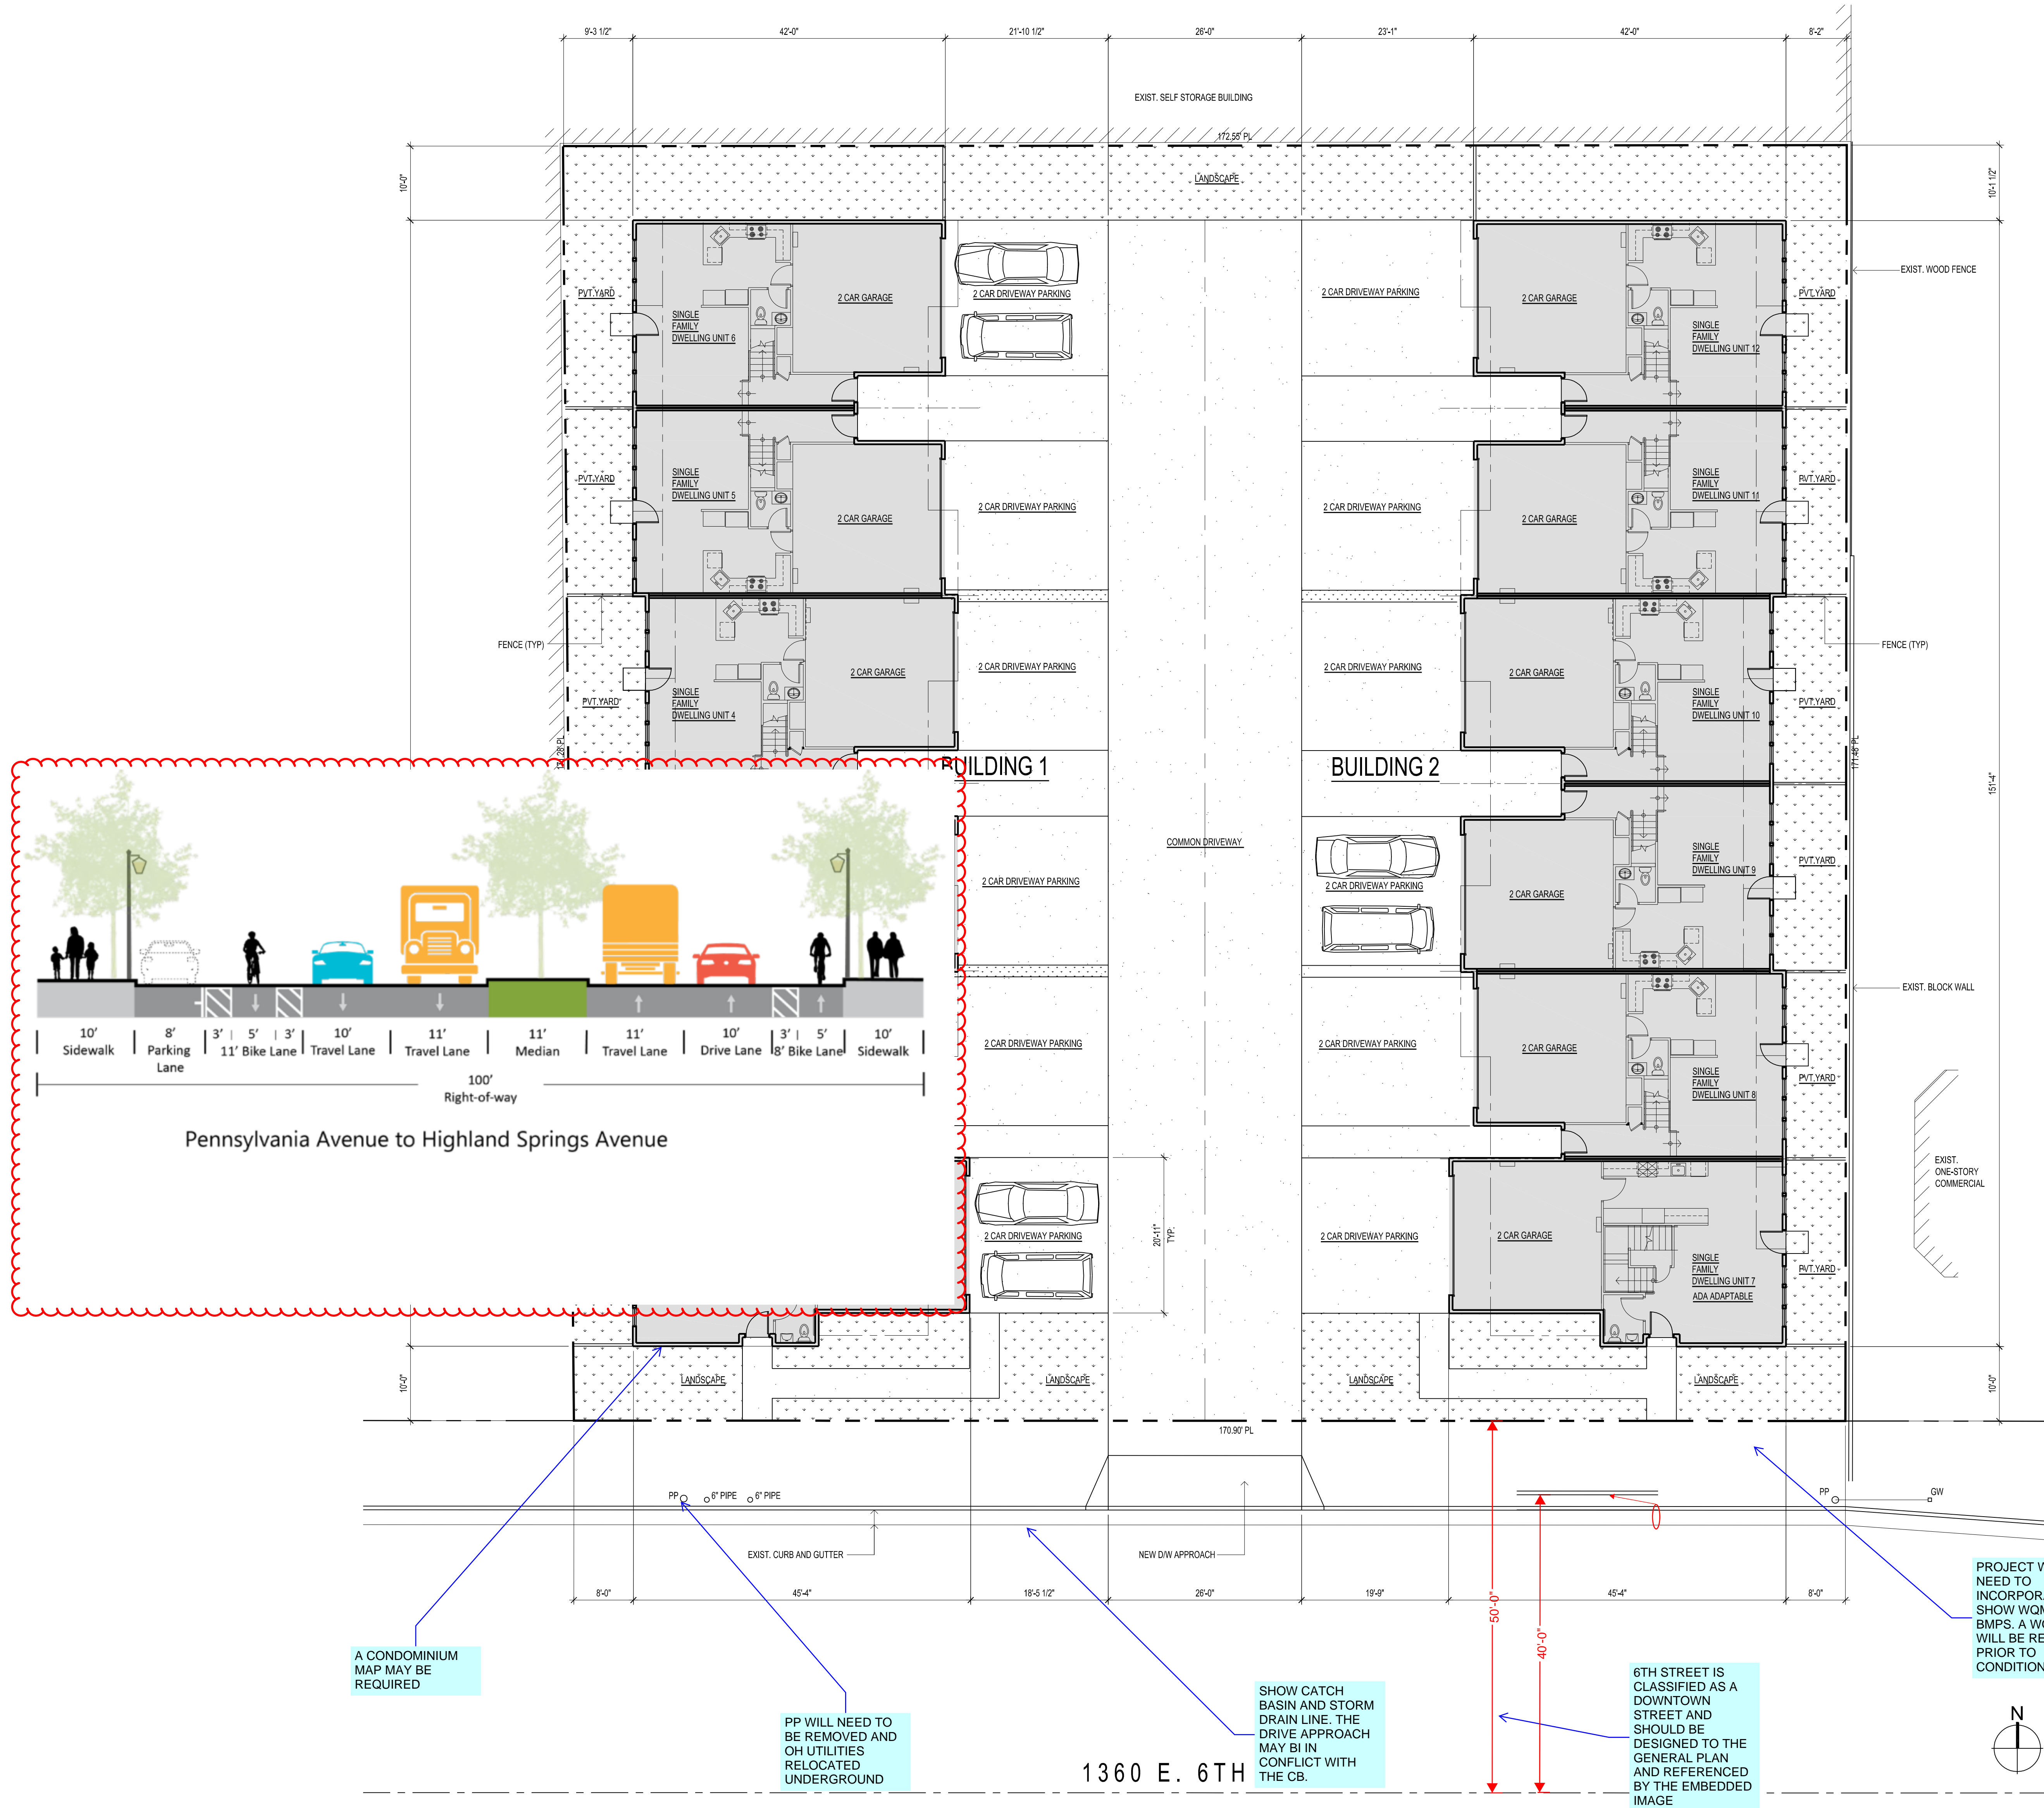 9'-3 1/2"
42'-0"
21'-10 1/2"
26'-0"
23'-1"
42'-0"
8'-2"
EXIST. SELF STORAGE BUILDING
172.55' PL
10'-0"
LANDSCAPE
10'-1 1/2"
PVT.YARD
SINGLE
FAMILY
DWELLING UNIT 6
2 CAR GARAGE
2 CAR DRIVEWAY PARKING
2 CAR DRIVEWAY PARKING
2 CAR GARAGE
SINGLE
FAMILY
DWELLING UNIT 12
PVT.YARD
EXIST. WOOD FENCE
PVT.YARD
SINGLE
FAMILY
DWELLING UNIT 5
2 CAR GARAGE
2 CAR DRIVEWAY PARKING
2 CAR DRIVEWAY PARKING
2 CAR GARAGE
SINGLE
FAMILY
DWELLING UNIT 11
PVT.YARD
FENCE (TYP)
PVT.YARD
SINGLE
FAMILY
DWELLING UNIT 4
2 CAR GARAGE
2 CAR DRIVEWAY PARKING
2 CAR DRIVEWAY PARKING
2 CAR GARAGE
SINGLE
FAMILY
DWELLING UNIT 10
PVT.YARD
FENCE (TYP)
BUILDING 1
BUILDING 2
171.48' PL
151'-4"
COMMON DRIVEWAY
2 CAR DRIVEWAY PARKING
2 CAR DRIVEWAY PARKING
2 CAR GARAGE
SINGLE
FAMILY
DWELLING UNIT 9
PVT.YARD
EXIST. BLOCK WALL
10'
Sidewalk
8'
Parking
Lane
3'
5'
3'
11' Bike Lane
10'
Travel Lane
11'
Travel Lane
11'
Median
11'
Travel Lane
10'
Drive Lane
3'
5'
8' Bike Lane
10'
Sidewalk
100'
Right-of-way
Pennsylvania Avenue to Highland Springs Avenue
2 CAR DRIVEWAY PARKING
2 CAR DRIVEWAY PARKING
2 CAR GARAGE
SINGLE
FAMILY
DWELLING UNIT 8
PVT.YARD
EXIST.
ONE-STORY
COMMERCIAL
2 CAR DRIVEWAY PARKING
20'-11"
TYP.
2 CAR DRIVEWAY PARKING
2 CAR GARAGE
SINGLE
FAMILY
DWELLING UNIT 7
ADA ADAPTABLE
PVT.YARD
10'-0"
LANDSCAPE
LANDSCAPE
LANDSCAPE
LANDSCAPE
10'-0"
170.90' PL
PP
6" PIPE
6" PIPE
PP
GW
EXIST. CURB AND GUTTER
NEW D/W APPROACH
8'-0"
45'-4"
18'-5 1/2"
26'-0"
19'-9"
45'-4"
8'-0"
50'-0"
40'-0"
A CONDOMINIUM
MAP MAY BE
REQUIRED
PP WILL NEED TO
BE REMOVED AND
OH UTILITIES
RELOCATED
UNDERGROUND
SHOW CATCH
BASIN AND STORM
DRAIN LINE. THE
DRIVE APPROACH
MAY BI IN
CONFLICT WITH
THE CB.
6TH STREET IS
CLASSIFIED AS A
DOWNTOWN
STREET AND
SHOULD BE
DESIGNED TO THE
GENERAL PLAN
AND REFERENCED
BY THE EMBEDDED
IMAGE
PROJECT
NEED TO
SHOW
BMPS. A
WILL BE
PRIOR TO
N
1360 E. 6TH